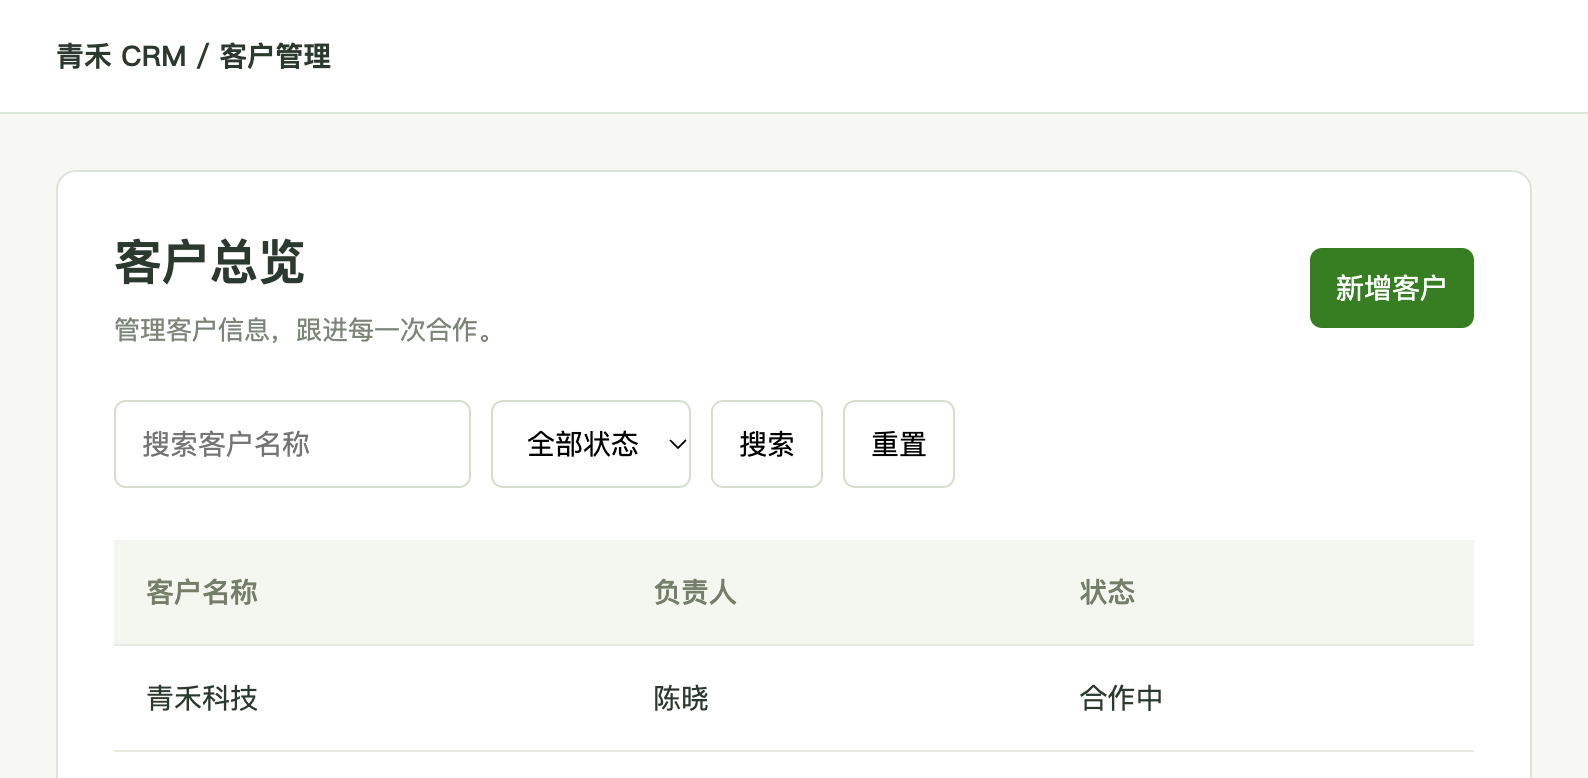 青禾 CRM / 客户管理
客户总览
新增客户
管理客户信息，跟进每一次合作。
搜索客户名称 全部状态 搜索 重置
客户名称 负责人 状态
青禾科技 陈晓 合作中